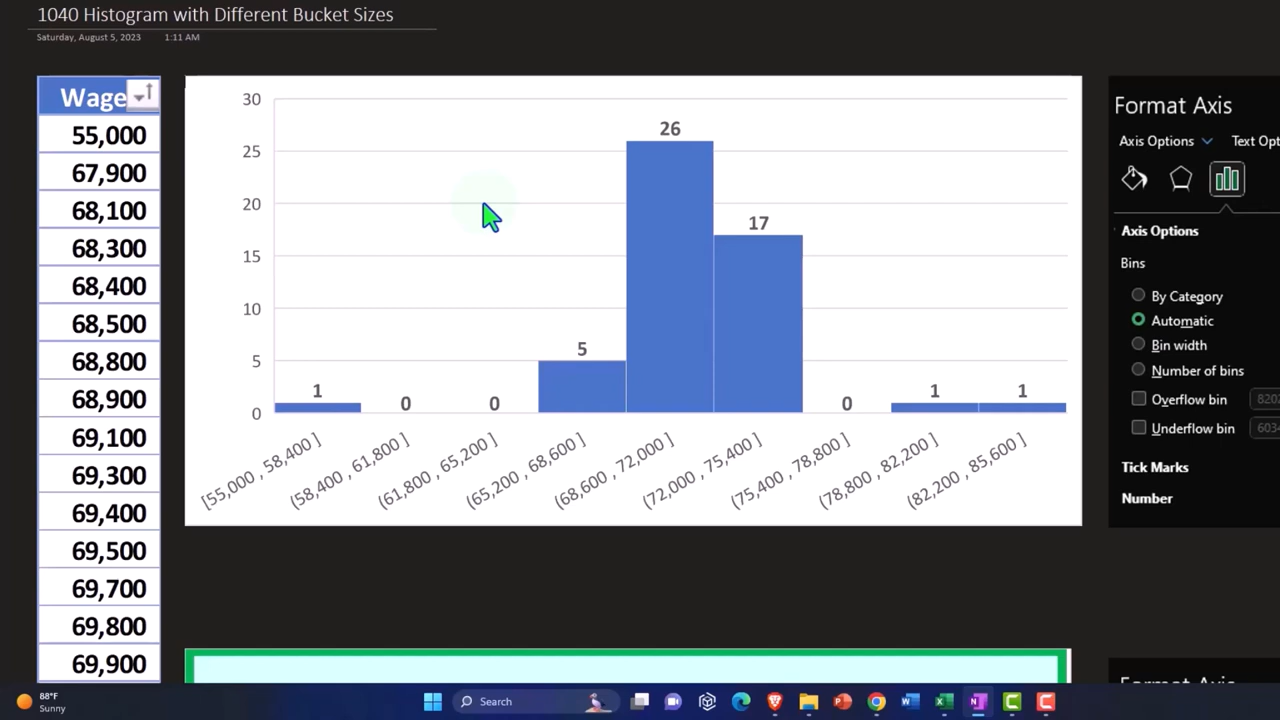 1040 Histogram with Different Bucket Sizes
Saturday, August 5, 2023 1:11 AM
Wage
55,000
67,900
68,100
68,300
68,400
68,500
68,800
68,900
69,100
69,300
69,400
69,500
69,700
69,800
69,900
30
25
20
15
10
5
0
1
0
0
5
26
17
0
1
1
[55,000 , 58,400 ]
(58,400 , 61,800 ]
(61,800 , 65,200 ]
(65,200 , 68,600 ]
(68,600 , 72,000 ]
(72,000 , 75,400 ]
(75,400 , 78,800 ]
(78,800 , 82,200 ]
(82,200 , 85,600 ]
Format Axis
Axis Options Text Opt
Axis Options
Bins
By Category
Automatic
Bin width
Number of bins
Overflow bin 8202
Underflow bin 6034
Tick Marks
Number
Format Axis
88°F
Sunny
Search